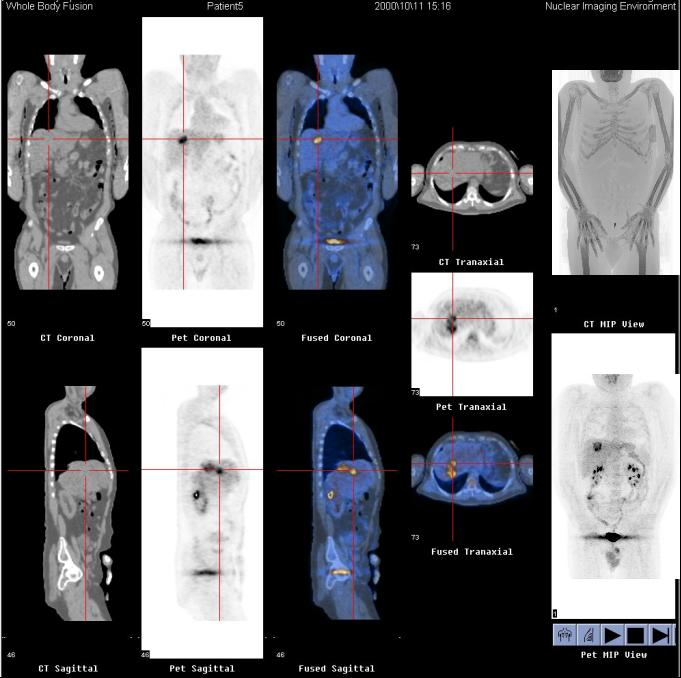 Whole Body Fusion
Patient5
2000\10\11 15:16
Nuclear Imaging Environment
50
CT Coronal
50
Pet Coronal
50
Fused Coronal
73
CT Tranaxial
73
Pet Tranaxial
73
Fused Tranaxial
1
CT MIP View
46
CT Sagittal
46
Pet Sagittal
46
Fused Sagittal
1
Pet MIP View